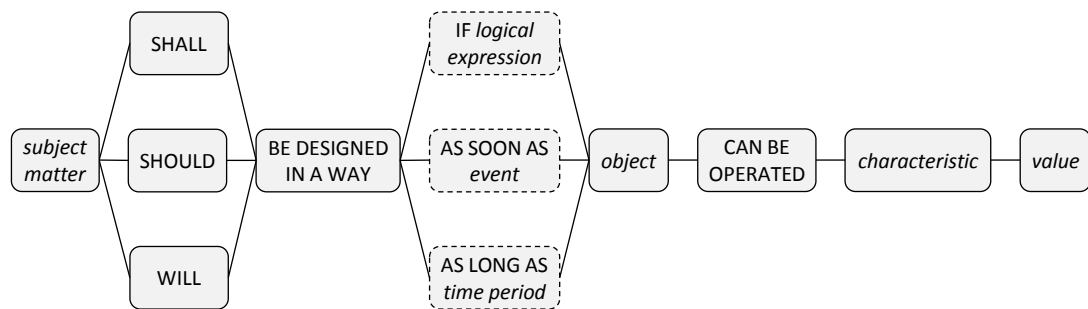 subject
matter
SHALL
SHOULD
WILL
BE DESIGNED
IN A WAY
IF logical
expression
AS SOON AS
event
AS LONG AS
time period
object
CAN BE
OPERATED
characteristic
value